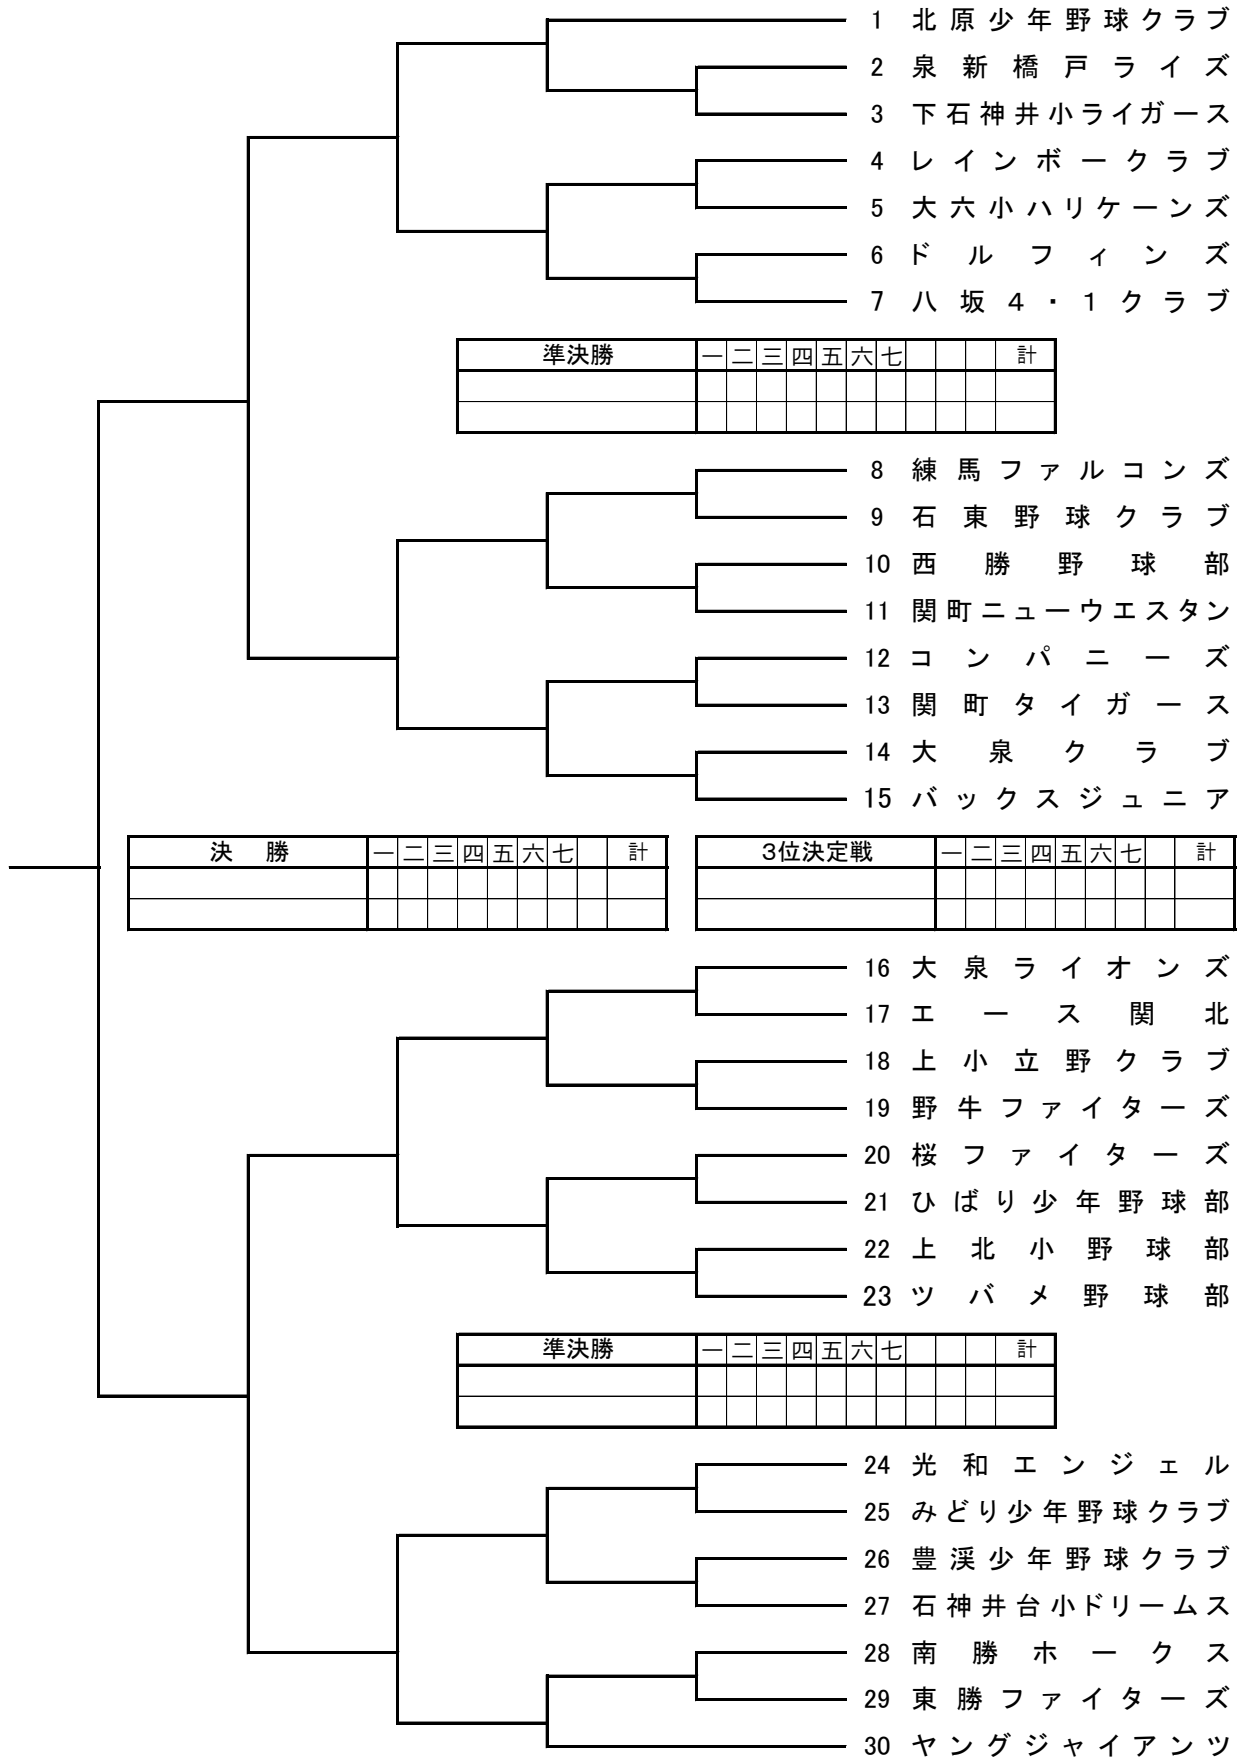 1 北原少年野球クラブ
2 泉新橋戸ライズ
3 下石神井小ライガース
4 レインボークラブ
5 大六小ハリケーンズ
6 ドルフィンズ
7 八坂４・１クラブ
準決勝 一 二 三 四 五 六 七 計
8 練馬ファルコンズ
9 石東野球クラブ
10 西勝野球部
11 関町ニューウエスタン
12 コンパニーズ
13 関町タイガース
14 大泉クラブ
15 バックスジュニア
決勝 一 二 三 四 五 六 七 計 3位決定戦 一 二 三 四 五 六 七 計
16 大泉ライオンズ
17 エース関北
18 上小立野クラブ
19 野牛ファイターズ
20 桜ファイターズ
21 ひばり少年野球部
22 上北小野球部
23 ツバメ野球部
準決勝 一 二 三 四 五 六 七 計
24 光和エンジェル
25 みどり少年野球クラブ
26 豊渓少年野球クラブ
27 石神井台小ドリームス
28 南勝ホークス
29 東勝ファイターズ
30 ヤングジャイアンツ